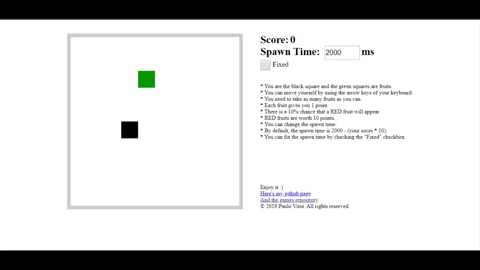 Score: 0
Spawn Time: 2000 ms
Fixed
* You are the black square and the green squares are fruits.
* You can move yourself by using the arrow keys of your keyboard.
* You need to take as many fruits as you can.
* Each fruit gives you 1 point.
* There is a 10% chance that a RED fruit will appear.
* RED fruits are worth 10 points.
* You can change the spawn time.
* By default, the spawn time is 2000 - (your score * 10).
* You can fix the spawn time by checking the "Fixed" checkbox.
Enjoy it :)
Here's my github page
And the games repository
© 2019 Paulo Vitor. All rights reserved.